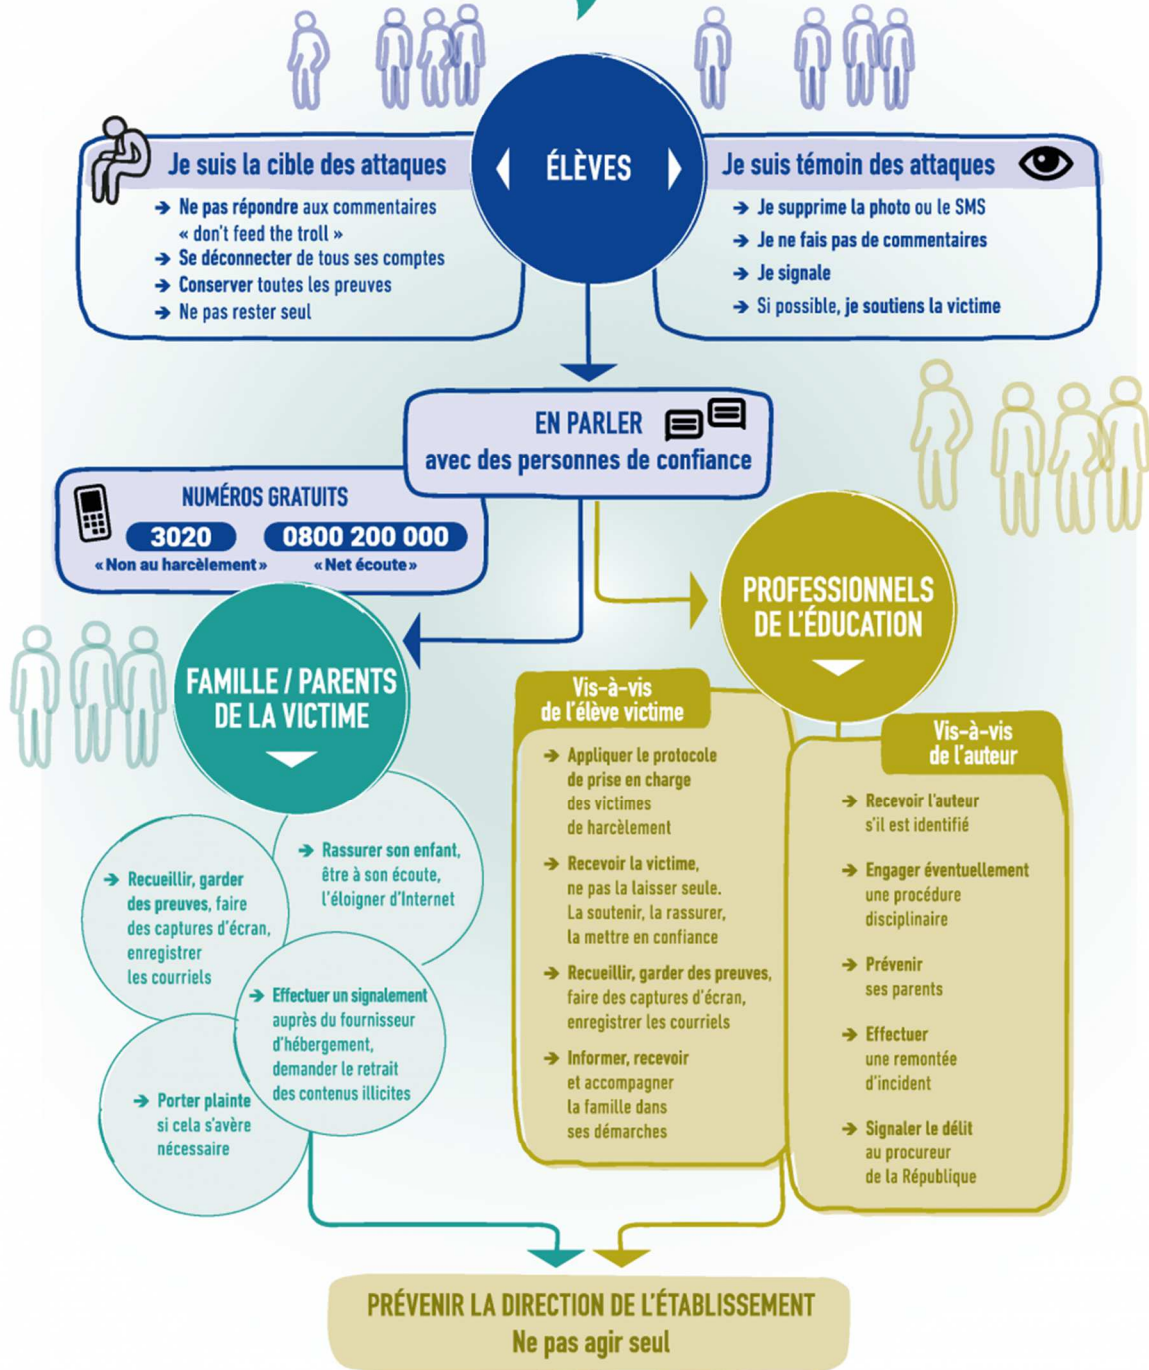 ÉLÈVES
Je suis la cible des attaques
→ Ne pas répondre aux commentaires
« don't feed the troll »
→ Se déconnecter de tous ses comptes
→ Conserver toutes les preuves
→ Ne pas rester seul
Je suis témoin des attaques
→ Je supprime la photo ou le SMS
→ Je ne fais pas de commentaires
→ Je signale
→ Si possible, je soutiens la victime
EN PARLER
avec des personnes de confiance
NUMÉROS GRATUITS
3020
« Non au harcèlement »
0800 200 000
« Net écoute »
FAMILLE / PARENTS
DE LA VICTIME
→ Rassurer son enfant,
être à son écoute,
l'éloigner d'Internet
→ Recueillir, garder
des preuves, faire
des captures d'écran,
enregistrer
les courriels
→ Effectuer un signalement
auprès du fournisseur
d'hébergement,
demander le retrait
des contenus illicites
→ Porter plainte
si cela s'avère
nécessaire
PROFESSIONNELS
DE L'ÉDUCATION
Vis-à-vis
de l'élève victime
→ Appliquer le protocole
de prise en charge
des victimes
de harcèlement
→ Recevoir la victime,
ne pas la laisser seule.
La soutenir, la rassurer,
la mettre en confiance
→ Recueillir, garder des preuves,
faire des captures d'écran,
enregistrer les courriels
→ Informer, recevoir
et accompagner
la famille dans
ses démarches
Vis-à-vis
de l'auteur
→ Recevoir l'auteur
s'il est identifié
→ Engager éventuellement
une procédure
disciplinaire
→ Prévenir
ses parents
→ Effectuer
une remontée
d'incident
→ Signaler le délit
au procureur
de la République
PRÉVENIR LA DIRECTION DE L'ÉTABLISSEMENT
Ne pas agir seul